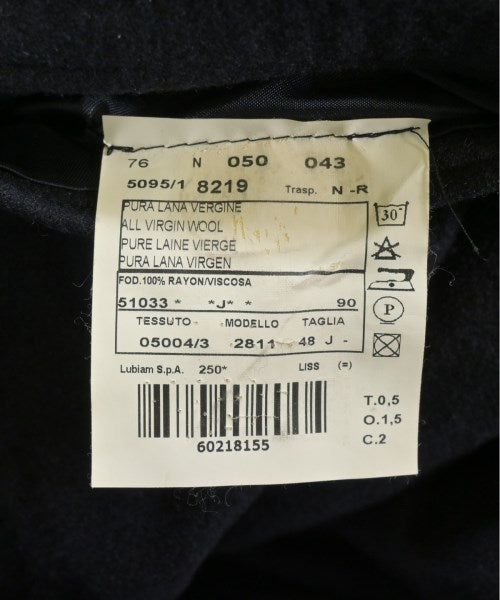 76 N 050 043
5095/1 8219 Trasp. N -R
PURA LANA VERGINE
ALL VIRGIN WOOL
PURE LAINE VIERGE
PURA LANA VIRGEN
30°
FOD.100% RAYON/VISCOSA
P
51033 * *J* * 90
TESSUTO MODELLO TAGLIA
05004/3 2811 48 J -
Lubiam S.p.A. 250* LISS (=)
60218155
T.0,5
O.1,5
C.2